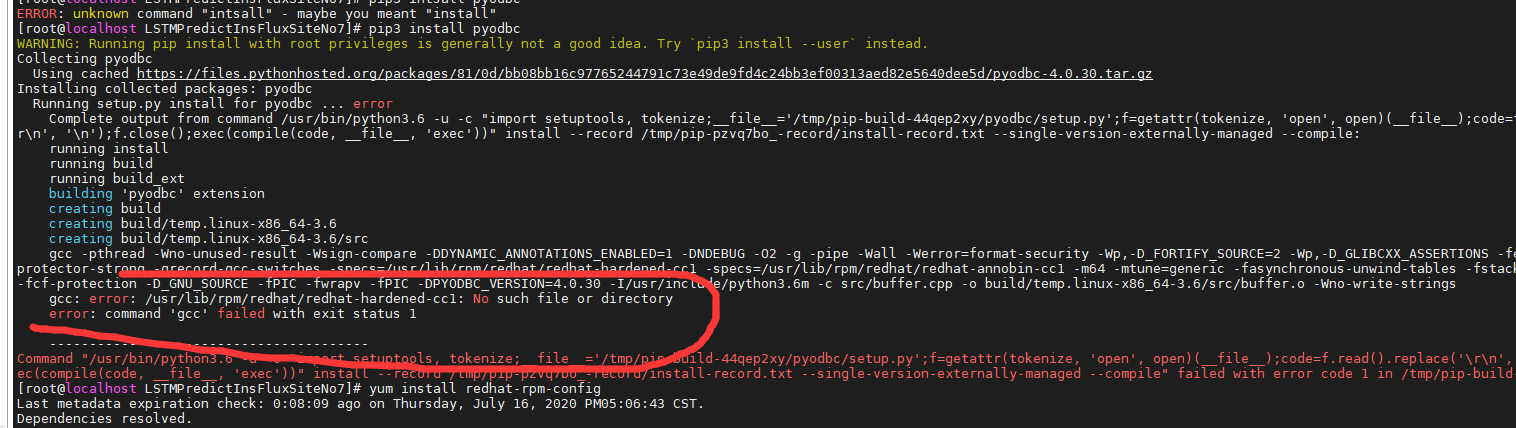 [root@localhost LSTMPredictInsFluxSiteNo7]# pip3 intsall pyodbc
ERROR: unknown command "intsall" - maybe you meant "install"
[root@localhost LSTMPredictInsFluxSiteNo7]# pip3 install pyodbc
WARNING: Running pip install with root privileges is generally not a good idea. Try `pip3 install --user` instead.
Collecting pyodbc
  Using cached https://files.pythonhosted.org/packages/81/0d/bb08bb16c97765244791c73e49de9fd4c24bb3ef00313aed82e5640dee5d/pyodbc-4.0.30.tar.gz
Installing collected packages: pyodbc
  Running setup.py install for pyodbc ... error
    Complete output from command /usr/bin/python3.6 -u -c "import setuptools, tokenize;__file__='/tmp/pip-build-44qep2xy/pyodbc/setup.py';f=getattr(tokenize, 'open', open)(__file__);code=
r\n', '\n');f.close();exec(compile(code, __file__, 'exec'))" install --record /tmp/pip-pzvq7bo_-record/install-record.txt --single-version-externally-managed --compile:
    running install
    running build
    running build_ext
    building 'pyodbc' extension
    creating build
    creating build/temp.linux-x86_64-3.6
    creating build/temp.linux-x86_64-3.6/src
    gcc -pthread -Wno-unused-result -Wsign-compare -DDYNAMIC_ANNOTATIONS_ENABLED=1 -DNDEBUG -O2 -g -pipe -Wall -Werror=format-security -Wp,-D_FORTIFY_SOURCE=2 -Wp,-D_GLIBCXX_ASSERTIONS -fe
protector-strong -grecord-gcc-switches -specs=/usr/lib/rpm/redhat/redhat-hardened-cc1 -specs=/usr/lib/rpm/redhat/redhat-annobin-cc1 -m64 -mtune=generic -fasynchronous-unwind-tables -fstack
-fcf-protection -D_GNU_SOURCE -fPIC -fwrapv -fPIC -DPYODBC_VERSION=4.0.30 -I/usr/include/python3.6m -c src/buffer.cpp -o build/temp.linux-x86_64-3.6/src/buffer.o -Wno-write-strings
    gcc: error: /usr/lib/rpm/redhat/redhat-hardened-cc1: No such file or directory
    error: command 'gcc' failed with exit status 1
    ----------------------------------------
Command "/usr/bin/python3.6 -u -c "import setuptools, tokenize;__file__='/tmp/pip-build-44qep2xy/pyodbc/setup.py';f=getattr(tokenize, 'open', open)(__file__);code=f.read().replace('\r\n',
ec(compile(code, __file__, 'exec'))" install --record /tmp/pip-pzvq7bo_-record/install-record.txt --single-version-externally-managed --compile" failed with error code 1 in /tmp/pip-build-
[root@localhost LSTMPredictInsFluxSiteNo7]# yum install redhat-rpm-config
Last metadata expiration check: 0:08:09 ago on Thursday, July 16, 2020 PM05:06:43 CST.
Dependencies resolved.